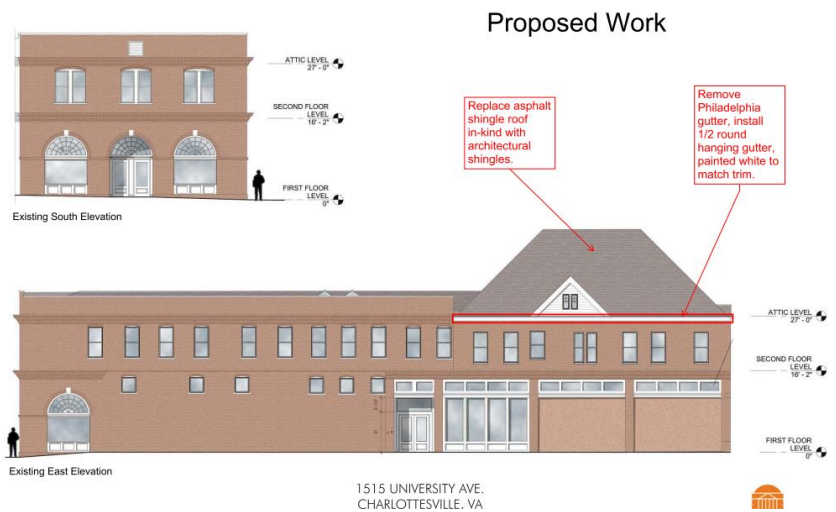 Proposed Work
ATTIC LEVEL
27' - 0"
SECOND FLOOR
LEVEL
16' - 2"
FIRST FLOOR
LEVEL
0"
Existing South Elevation
Replace asphalt
shingle roof
in-kind with
architectural
shingles.
Remove
Philadelphia
gutter, install
1/2 round
hanging gutter,
painted white to
match trim.
ATTIC LEVEL
27' - 0"
SECOND FLOOR
LEVEL
16' - 2"
FIRST FLOOR
LEVEL
0"
Existing East Elevation
1515 UNIVERSITY AVE.
CHARLOTTESVILLE, VA